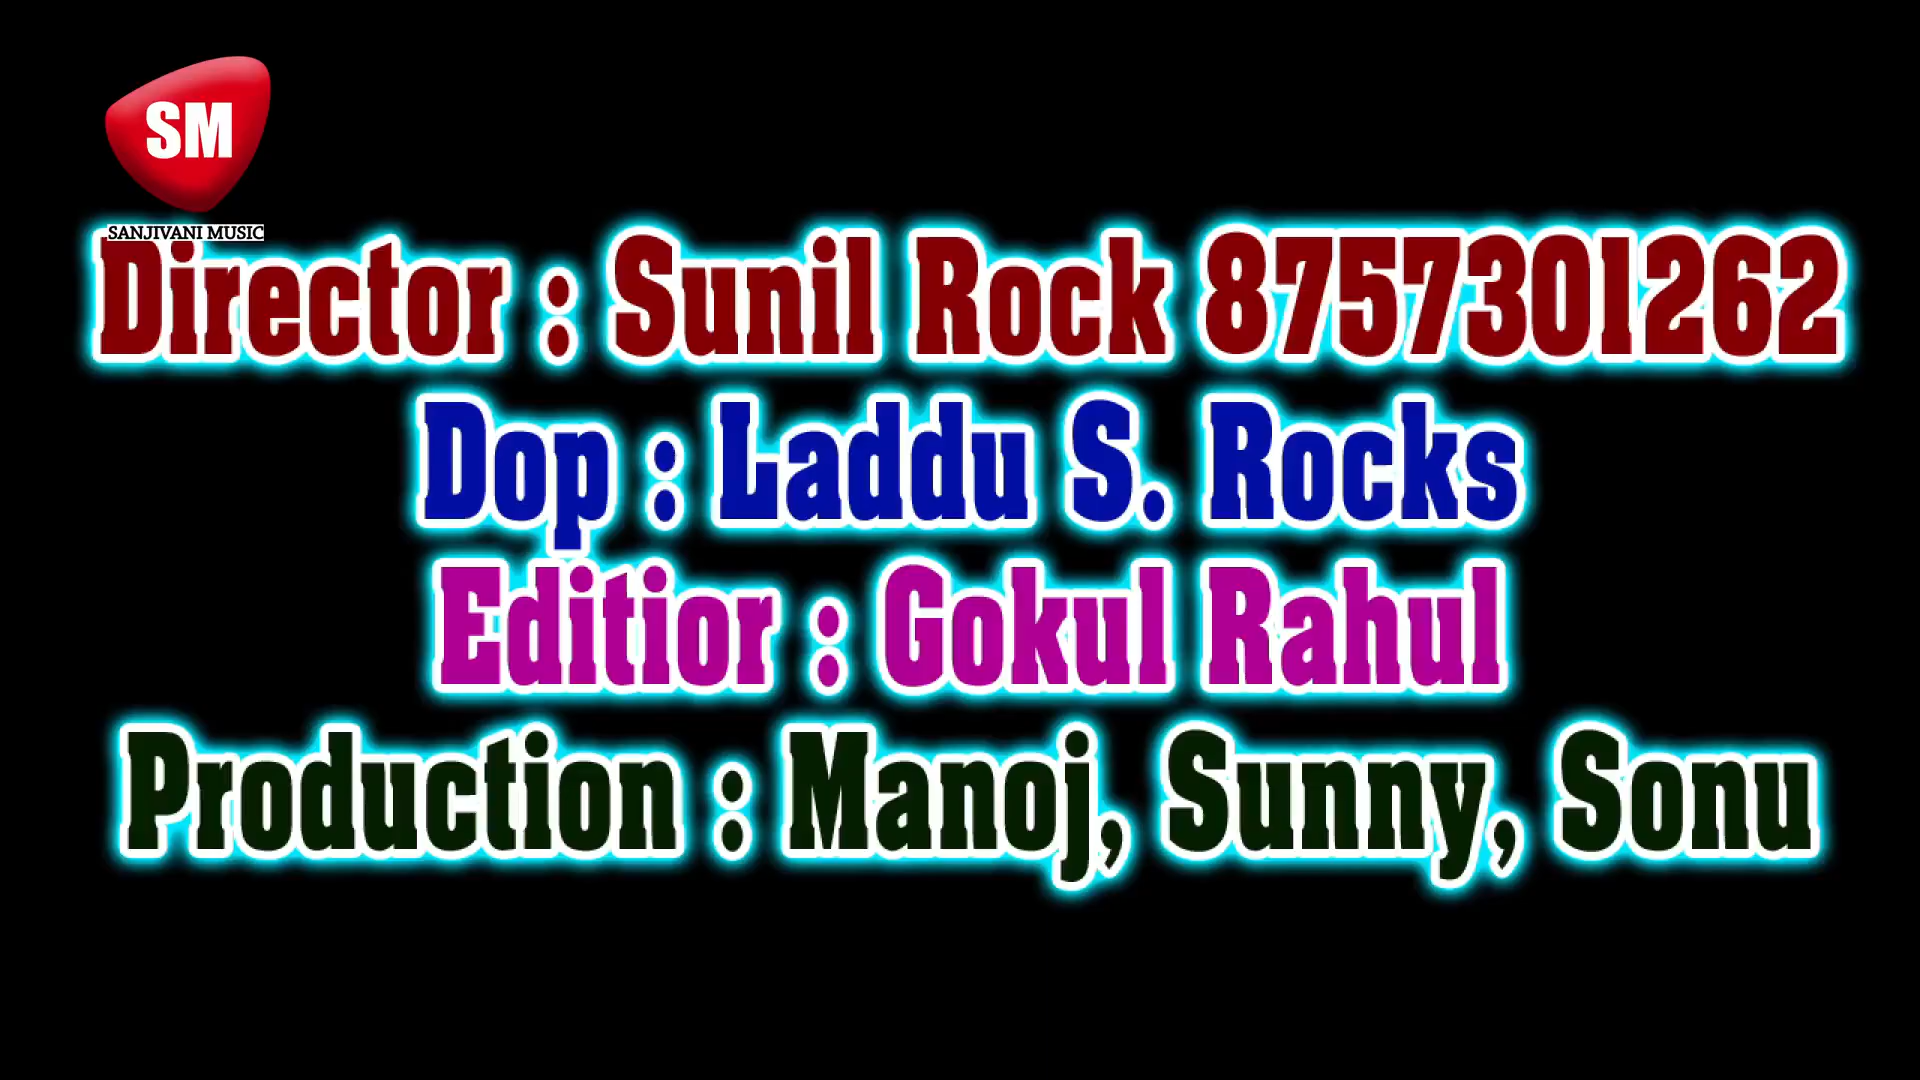 SM
SANJIVANI MUSIC
Director : Sunil Rock 8757301262
Dop : Laddu S. Rocks
Editior : Gokul Rahul
Production : Manoj, Sunny, Sonu